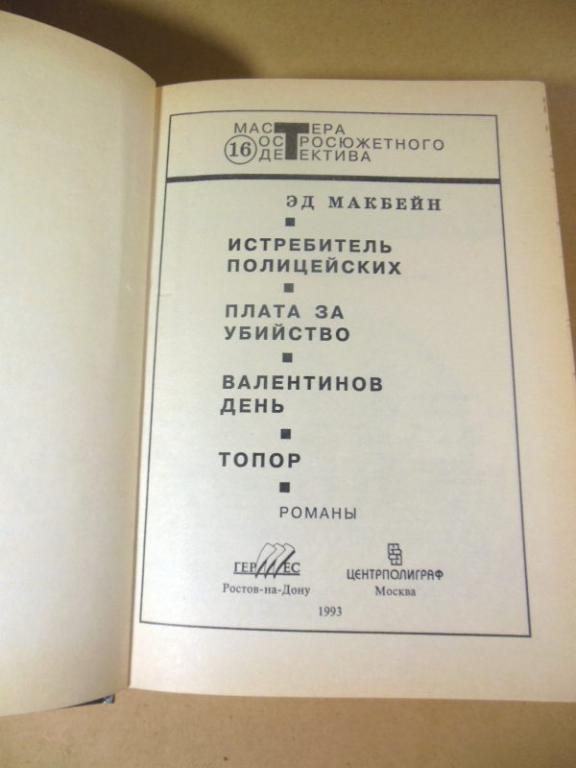 МАСТЕРА
16 ОСТРОСЮЖЕТНОГО
ДЕТЕКТИВА
ЭД МАКБЕЙН
ИСТРЕБИТЕЛЬ
ПОЛИЦЕЙСКИХ
ПЛАТА ЗА
УБИЙСТВО
ВАЛЕНТИНОВ
ДЕНЬ
ТОПОР
РОМАНЫ
ГЕРМЕС ЦЕНТРПОЛИГРАФ
Ростов-на-Дону Москва
1993